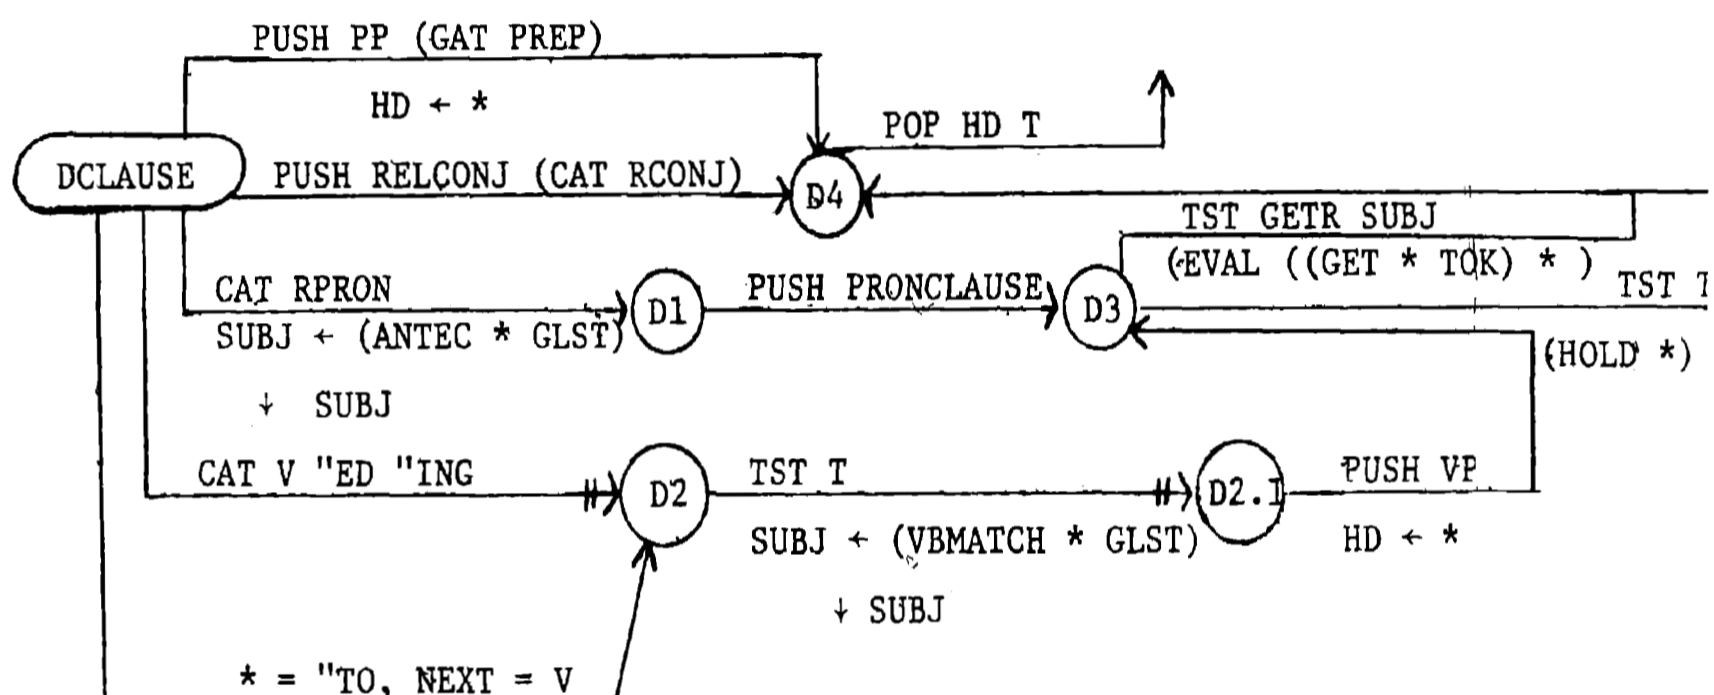 PUSH PP (GAT PREP)
HD ← *
POP HD T
DCLAUSE
PUSH RELCONJ (CAT RCONJ)
D4
TST GETR SUBJ
(EVAL ((GET * TOK) * )
CAT RPRON
D1
PUSH PRONCLAUSE
D3
TST T
SUBJ ← (ANTEC * GLST)
(HOLD *)
↓ SUBJ
CAT V "ED "ING
D2
TST T
D2.1
PUSH VP
SUBJ ← (VBMATCH * GLST)
HD ← *
↓ SUBJ
* = "TO, NEXT = V